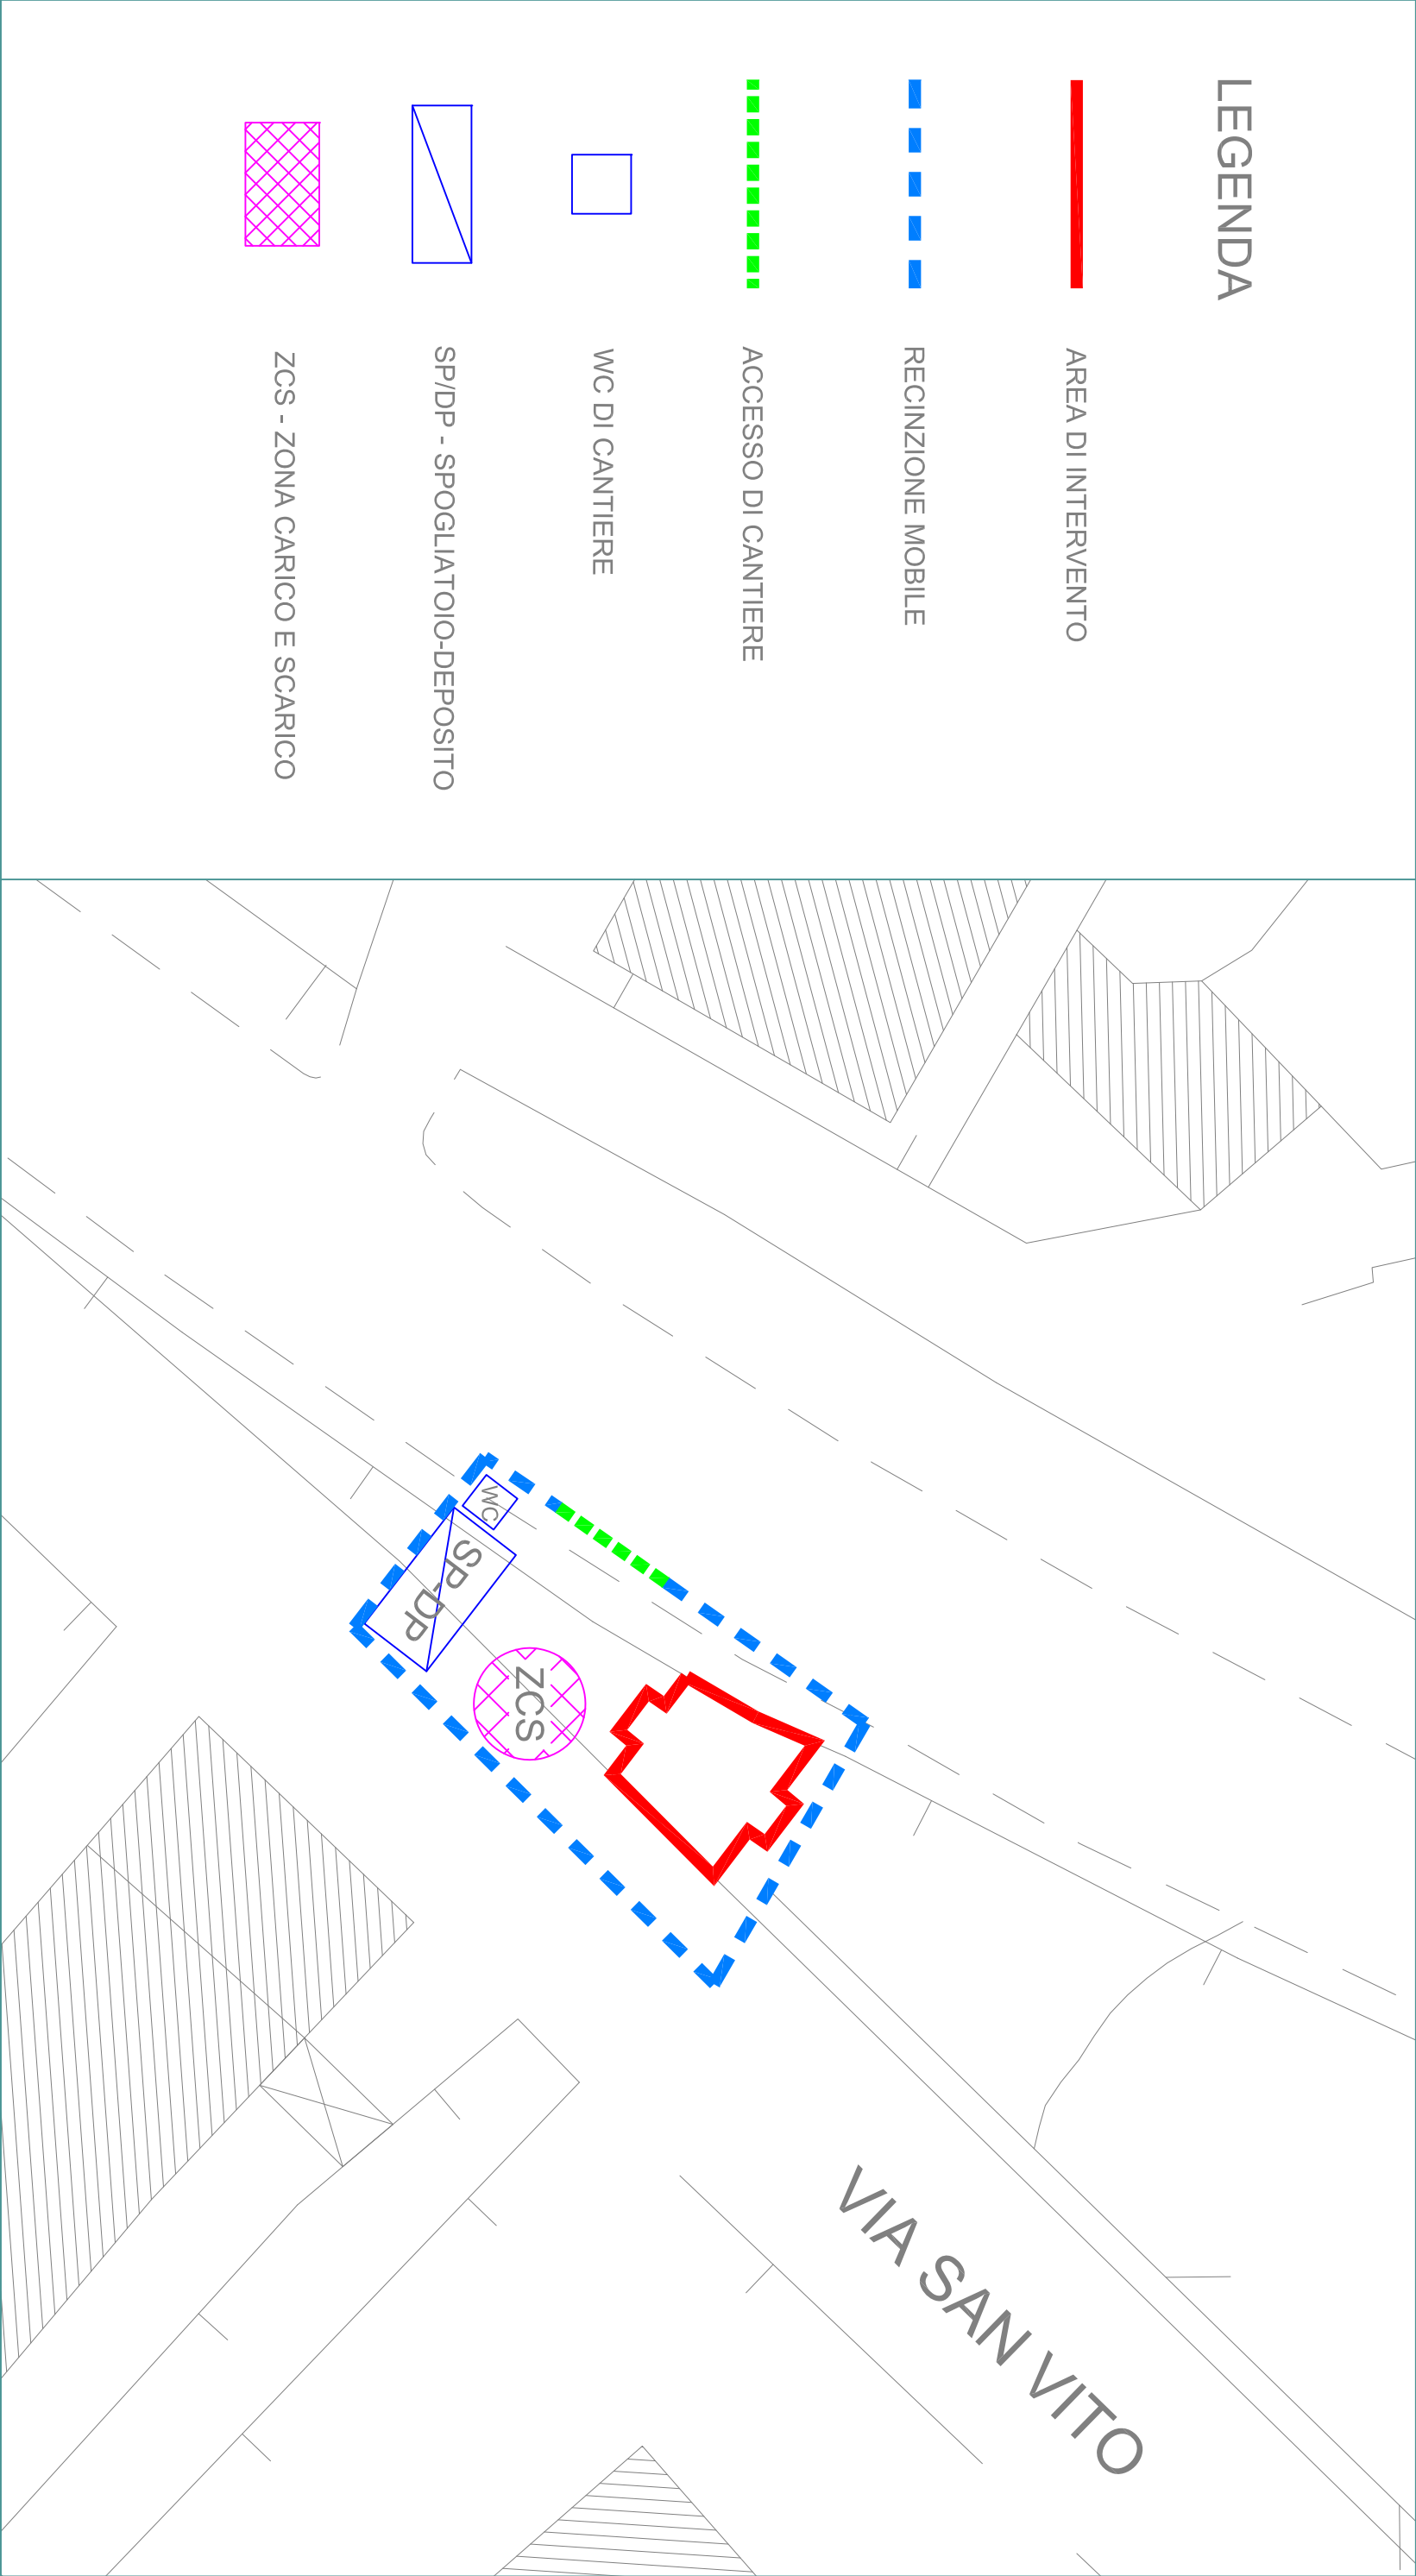 LEGENDA
AREA DI INTERVENTO
RECINZIONE MOBILE
ACCESSO DI CANTIERE
WC DI CANTIERE
SP/DP - SPOGLIATOIO-DEPOSITO
ZCS - ZONA CARICO E SCARICO
WC
SP-DP
ZCS
VIA SAN VITO